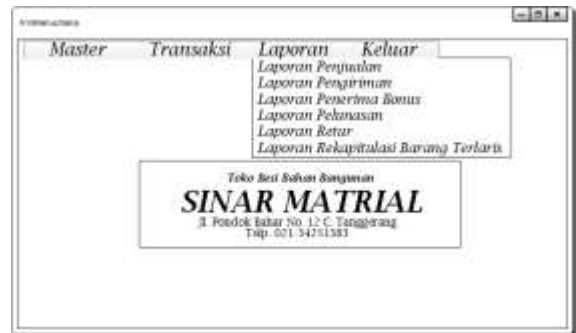 Master Transaksi Laporan Keluar
Laporan Penjualan
Laporan Pengiriman
Laporan Penerima Bonus
Laporan Pelunasan
Laporan Retur
Laporan Rekapitulasi Barang Terlaris
Toko Besi Bahan Bangunan
SINAR MATRIAL
Jl. Pondok Bahar No. 12 C. Tanggerang
Telp. 021-54251383